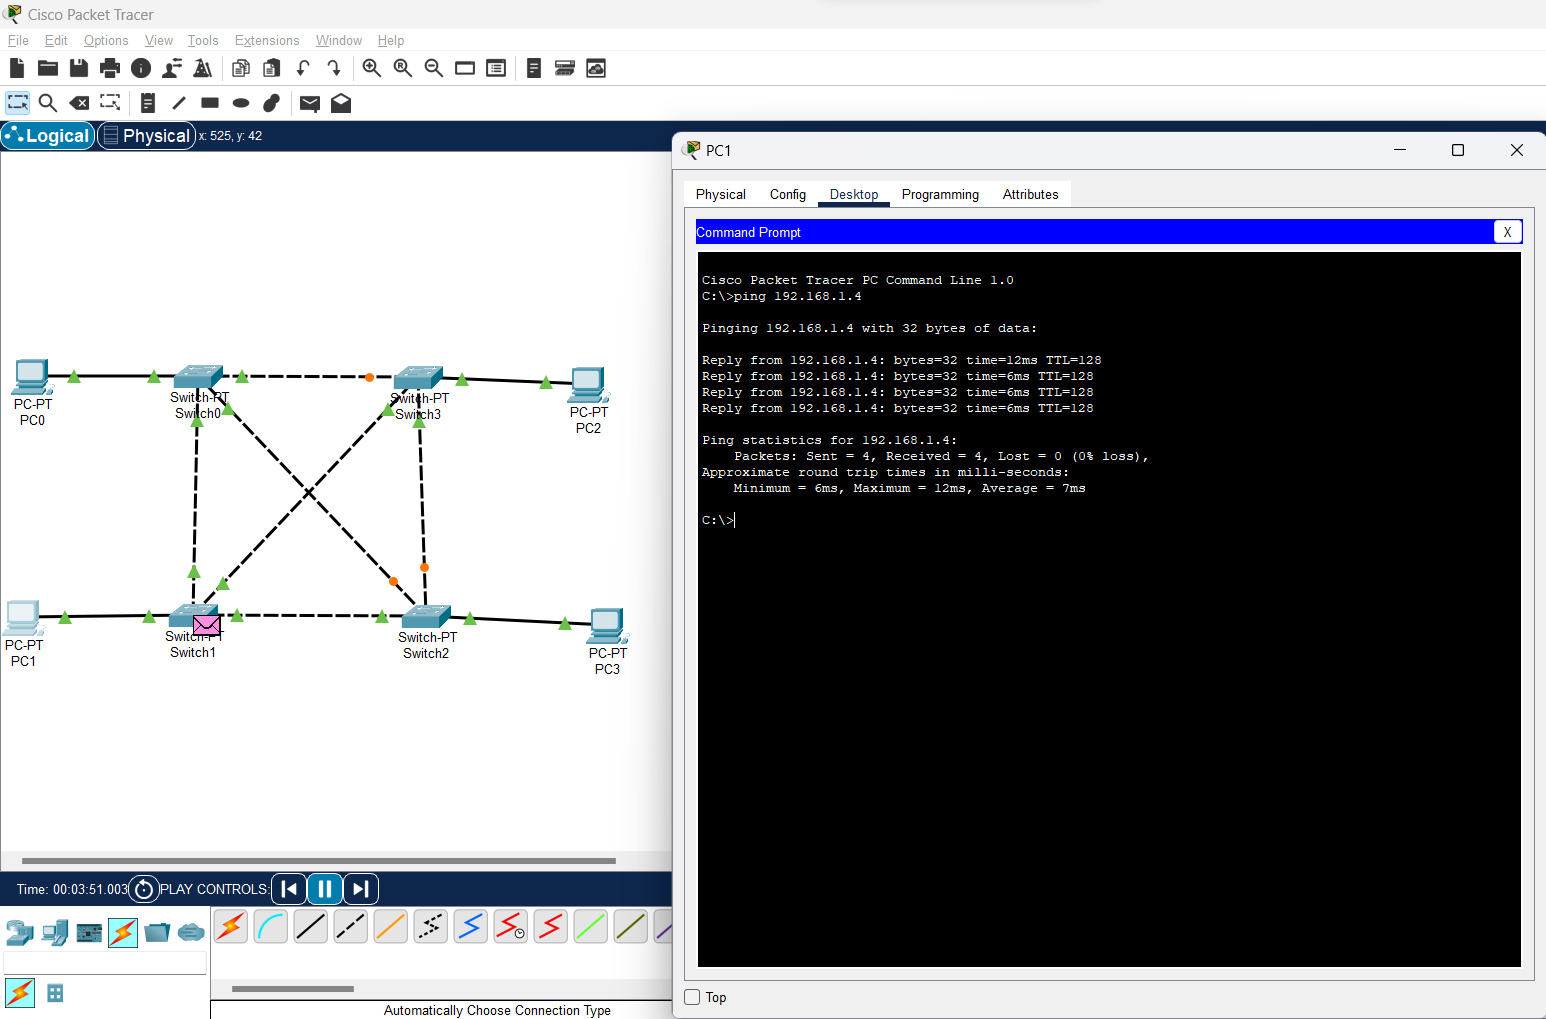 Cisco Packet Tracer
File Edit Options View Tools Extensions Window Help
Logical Physical x: 525, y: 42
PC-PT
PC0
Switch-PT
Switch0
Switch-PT
Switch3
PC-PT
PC2
PC-PT
PC1
Switch-PT
Switch1
Switch-PT
Switch2
PC-PT
PC3
Time: 00:03:51.003 PLAY CONTROLS:
Automatically Choose Connection Type
PC1
Physical Config Desktop Programming Attributes
Command Prompt X
Cisco Packet Tracer PC Command Line 1.0
C:\>ping 192.168.1.4
Pinging 192.168.1.4 with 32 bytes of data:
Reply from 192.168.1.4: bytes=32 time=12ms TTL=128
Reply from 192.168.1.4: bytes=32 time=6ms TTL=128
Reply from 192.168.1.4: bytes=32 time=6ms TTL=128
Reply from 192.168.1.4: bytes=32 time=6ms TTL=128
Ping statistics for 192.168.1.4:
Packets: Sent = 4, Received = 4, Lost = 0 (0% loss),
Approximate round trip times in milli-seconds:
Minimum = 6ms, Maximum = 12ms, Average = 7ms
C:\>
Top